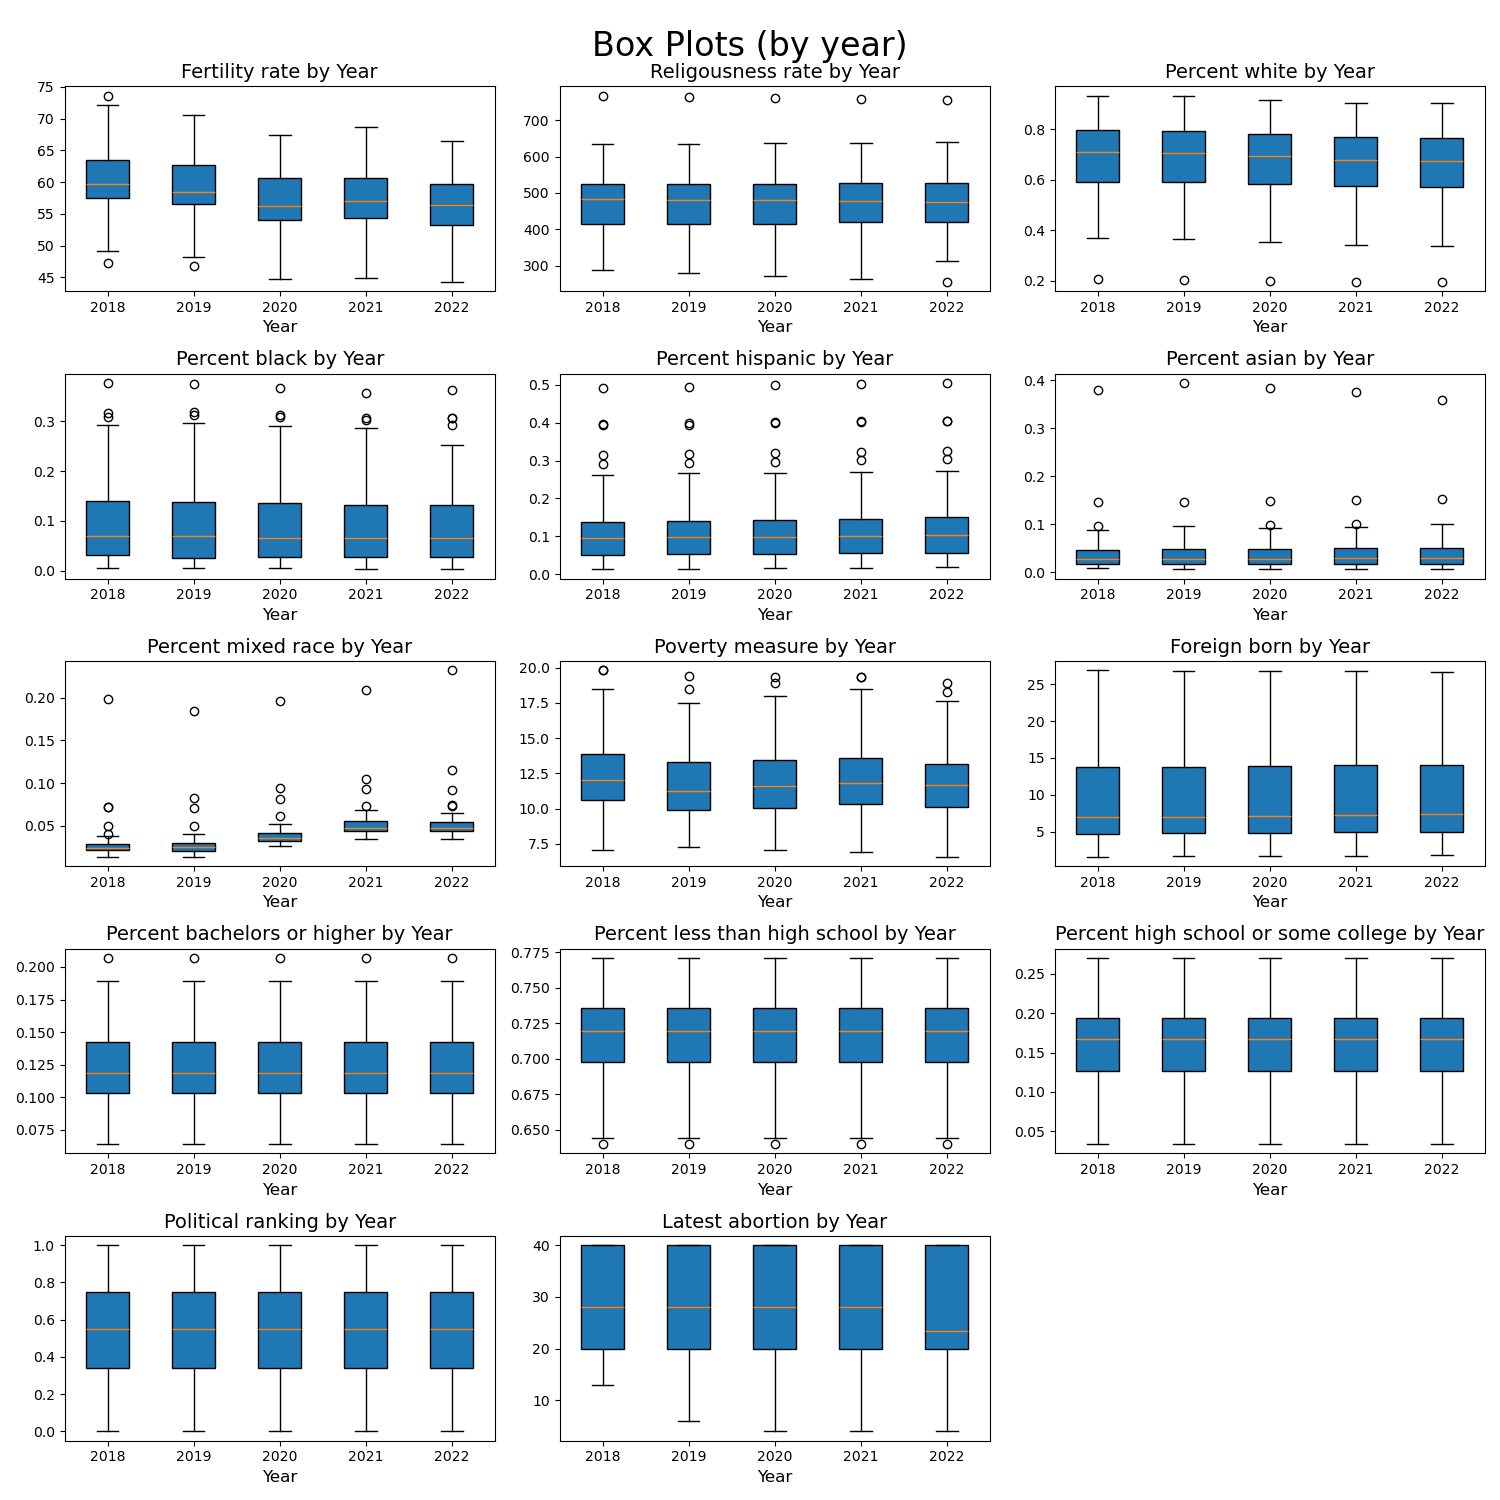 Box Plots (by year)
Fertility rate by Year
75
70
65
60
55
50
45
2018 2019 2020 2021 2022
Year
Religousness rate by Year
700
600
500
400
300
2018 2019 2020 2021 2022
Year
Percent white by Year
0.8
0.6
0.4
0.2
2018 2019 2020 2021 2022
Year
Percent black by Year
0.3
0.2
0.1
0.0
2018 2019 2020 2021 2022
Year
Percent hispanic by Year
0.5
0.4
0.3
0.2
0.1
0.0
2018 2019 2020 2021 2022
Year
Percent asian by Year
0.4
0.3
0.2
0.1
0.0
2018 2019 2020 2021 2022
Year
Percent mixed race by Year
0.20
0.15
0.10
0.05
2018 2019 2020 2021 2022
Year
Poverty measure by Year
20.0
17.5
15.0
12.5
10.0
7.5
2018 2019 2020 2021 2022
Year
Foreign born by Year
25
20
15
10
5
2018 2019 2020 2021 2022
Year
Percent bachelors or higher by Year
0.200
0.175
0.150
0.125
0.100
0.075
2018 2019 2020 2021 2022
Year
Percent less than high school by Year
0.775
0.750
0.725
0.700
0.675
0.650
2018 2019 2020 2021 2022
Year
Percent high school or some college by Year
0.25
0.20
0.15
0.10
0.05
2018 2019 2020 2021 2022
Year
Political ranking by Year
1.0
0.8
0.6
0.4
0.2
0.0
2018 2019 2020 2021 2022
Year
Latest abortion by Year
40
30
20
10
2018 2019 2020 2021 2022
Year